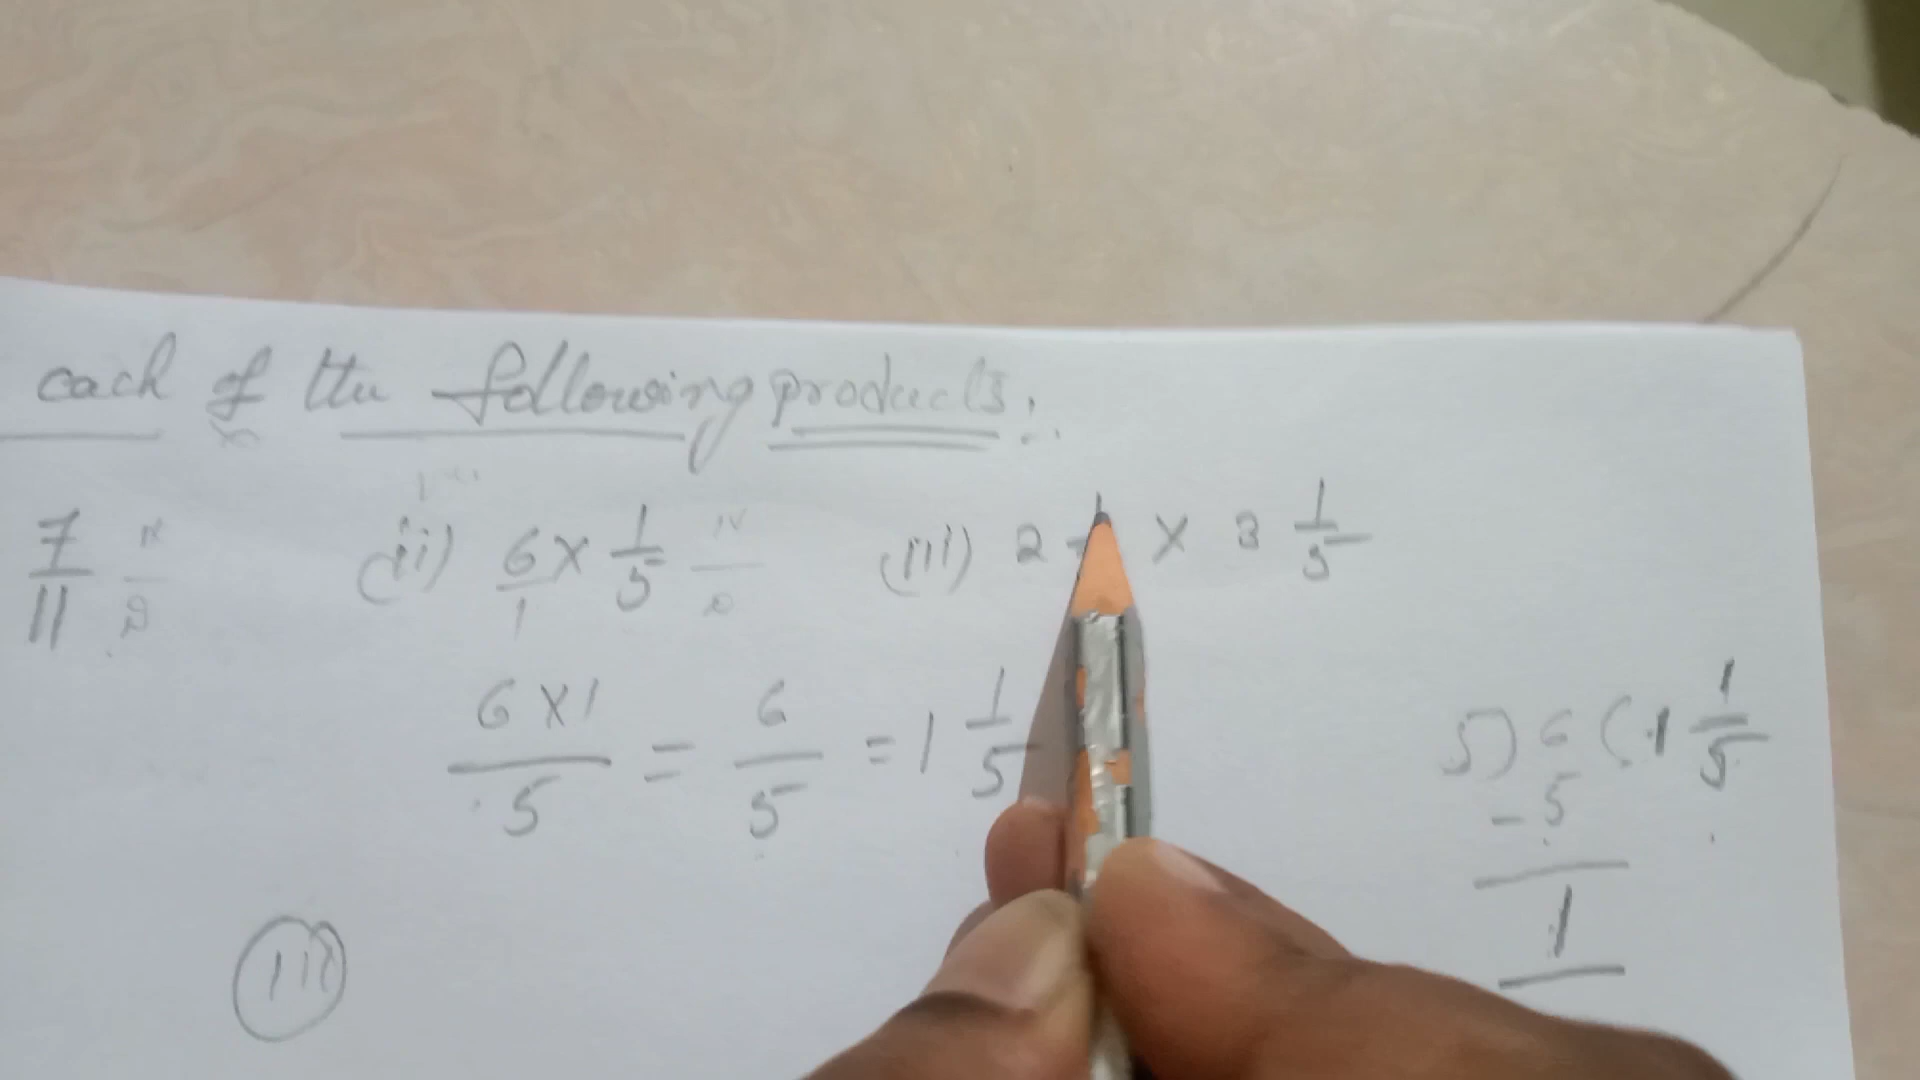 each of the following products:
7/11 N/D (ii) 6/1 × 1/5 N/D (iii) 2 1 × 3 1/5
6 × 1/5 = 6/5 = 1 1/5
5) 6 ( 1 1/5
- 5
1
(iii)